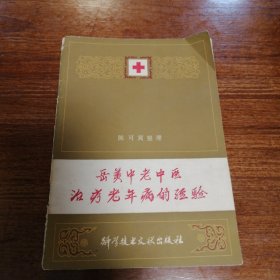 陈可冀整理
岳美中老中医
治疗老年病的经验
科学技术文献出版社